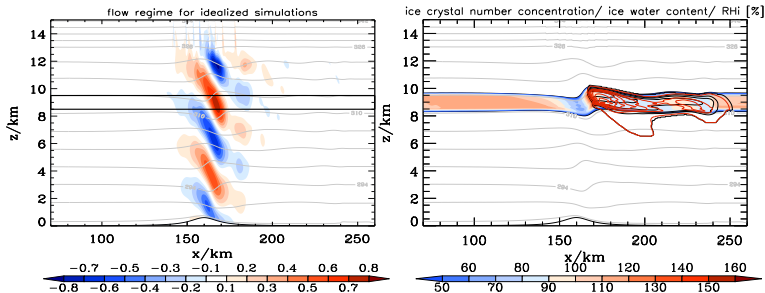 flow regime for idealized simulations
ice crystal number concentration/ ice water content/ RHi [%]
14
12
10
8
6
4
2
0
z/km
100 150 200 250
x/km
-0.7 -0.5 -0.3 -0.1 0.1 0.3 0.6 0.8
-0.8 -0.6 -0.4 -0.2 0.1 0.2 0.4 0.7
14
12
10
8
6
4
2
0
z/km
100 150 200 250
x/km
60 80 100 120 140 160
50 70 90 110 130 150